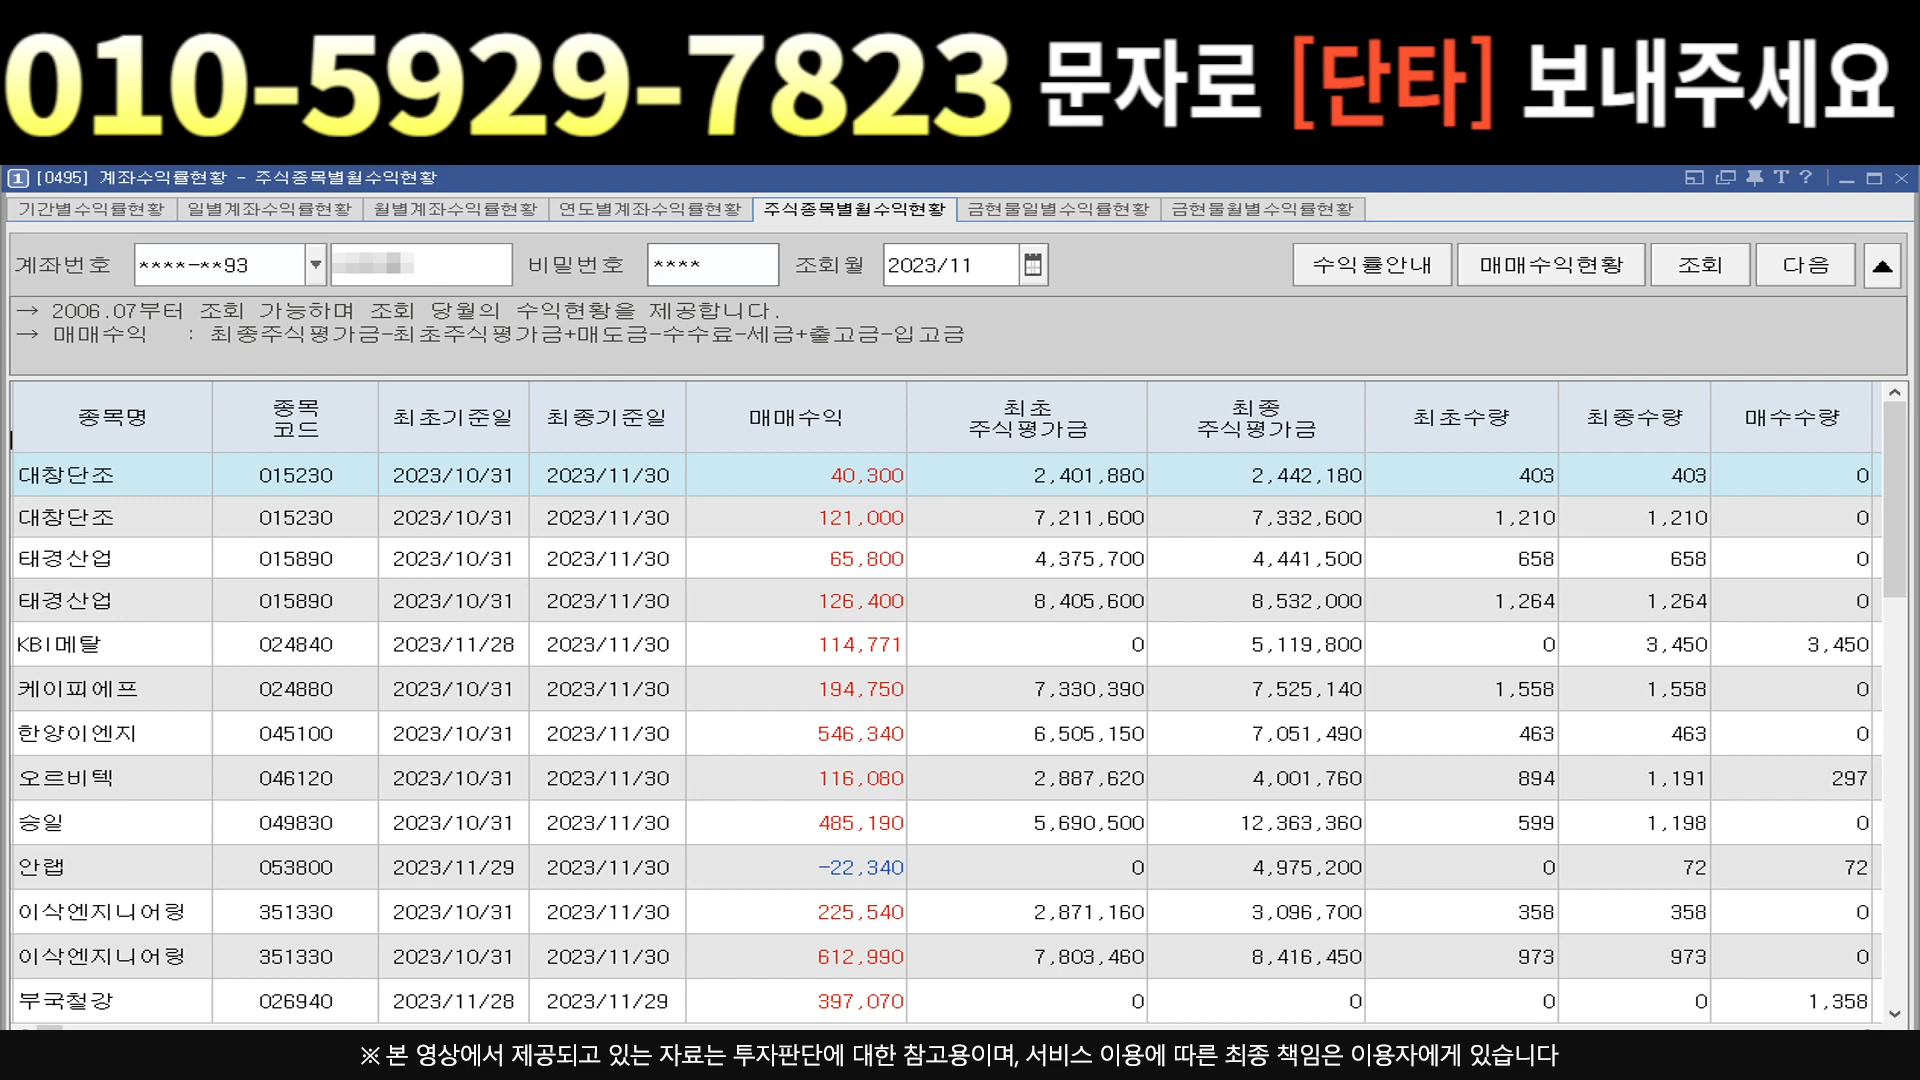 010-5929-7823 문자로 [단타] 보내주세요
1 [0495] 계좌수익률현황 - 주식종목별월수익현황
T ?
기간별수익률현황 일별계좌수익률현황 월별계좌수익률현황 연도별계좌수익률현황 주식종목별월수익현황 금현물일별수익률현황 금현물월별수익률현황
계좌번호 ****-**93 비밀번호 **** 조회월 2023/11 수익률안내 매매수익현황 조회 다음
→ 2006.07부터 조회 가능하며 조회 당월의 수익현황을 제공합니다.
→ 매매수익 : 최종주식평가금-최초주식평가금+매도금-수수료-세금+출고금-입고금
종목명 종목코드 최초기준일 최종기준일 매매수익 최초주식평가금 최종주식평가금 최초수량 최종수량 매수수량
대창단조 015230 2023/10/31 2023/11/30 40,300 2,401,880 2,442,180 403 403 0
대창단조 015230 2023/10/31 2023/11/30 121,000 7,211,600 7,332,600 1,210 1,210 0
태경산업 015890 2023/10/31 2023/11/30 65,800 4,375,700 4,441,500 658 658 0
태경산업 015890 2023/10/31 2023/11/30 126,400 8,405,600 8,532,000 1,264 1,264 0
KBI메탈 024840 2023/11/28 2023/11/30 114,771 0 5,119,800 0 3,450 3,450
케이피에프 024880 2023/10/31 2023/11/30 194,750 7,330,390 7,525,140 1,558 1,558 0
한양이엔지 045100 2023/10/31 2023/11/30 546,340 6,505,150 7,051,490 463 463 0
오르비텍 046120 2023/10/31 2023/11/30 116,080 2,887,620 4,001,760 894 1,191 297
승일 049830 2023/10/31 2023/11/30 485,190 5,690,500 12,363,360 599 1,198 0
안랩 053800 2023/11/29 2023/11/30 -22,340 0 4,975,200 0 72 72
이삭엔지니어링 351330 2023/10/31 2023/11/30 225,540 2,871,160 3,096,700 358 358 0
이삭엔지니어링 351330 2023/10/31 2023/11/30 612,990 7,803,460 8,416,450 973 973 0
부국철강 026940 2023/11/28 2023/11/29 397,070 0 0 0 0 1,358
※ 본 영상에서 제공되고 있는 자료는 투자판단에 대한 참고용이며, 서비스 이용에 따른 최종 책임은 이용자에게 있습니다